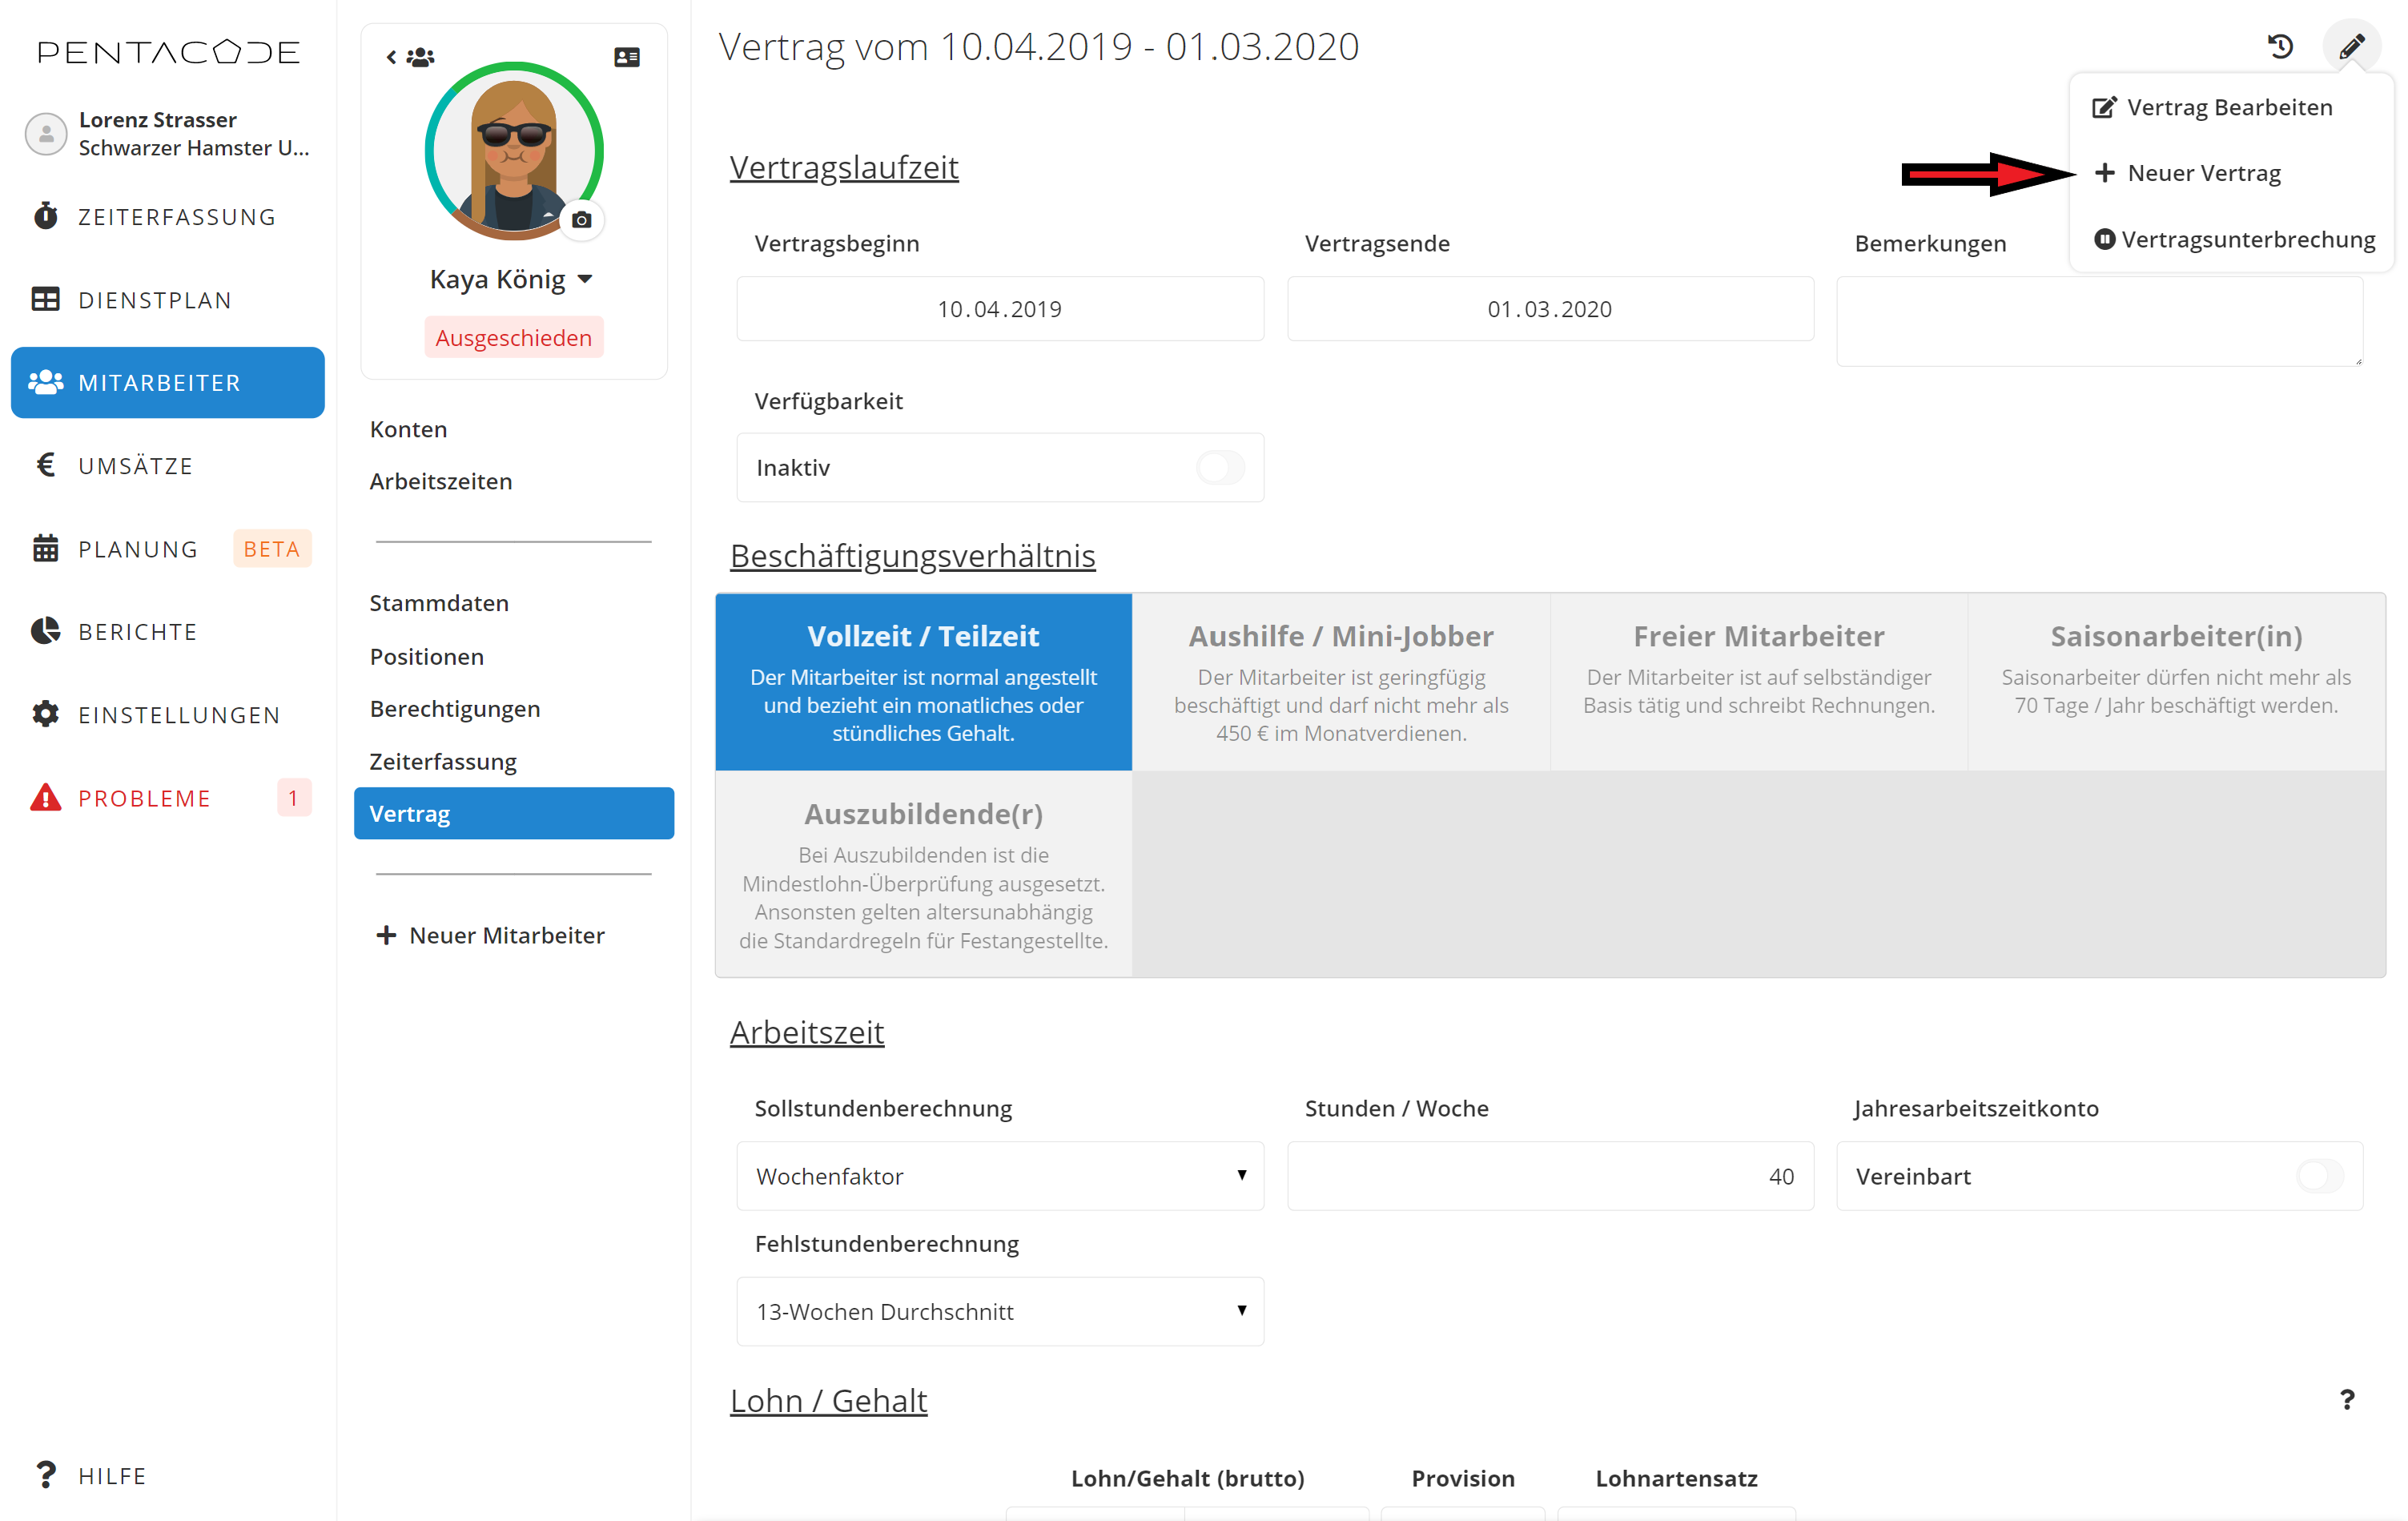 PENTACODE
Lorenz Strasser
Schwarzer Hamster U...
ZEITERFASSUNG
DIENSTPLAN
MITARBEITER
UMSÄTZE
PLANUNG BETA
BERICHTE
EINSTELLUNGEN
PROBLEME 1
HILFE
Kaya König
Ausgeschieden
Konten
Arbeitszeiten
Stammdaten
Positionen
Berechtigungen
Zeiterfassung
Vertrag
Neuer Mitarbeiter
Vertrag vom 10.04.2019 - 01.03.2020
Vertrag Bearbeiten
Neuer Vertrag
Vertragsunterbrechung
Vertragslaufzeit
Vertragsbeginn Vertragsende Bemerkungen
10.04.2019 01.03.2020
Verfügbarkeit
Inaktiv
Beschäftigungsverhältnis
Vollzeit / Teilzeit
Der Mitarbeiter ist normal angestellt
und bezieht ein monatliches oder
stündliches Gehalt.
Aushilfe / Mini-Jobber
Der Mitarbeiter ist geringfügig
beschäftigt und darf nicht mehr als
450 € im Monatverdienen.
Freier Mitarbeiter
Der Mitarbeiter ist auf selbständiger
Basis tätig und schreibt Rechnungen.
Saisonarbeiter(in)
Saisonarbeiter dürfen nicht mehr als
70 Tage / Jahr beschäftigt werden.
Auszubildende(r)
Bei Auszubildenden ist die
Mindestlohn-Überprüfung ausgesetzt.
Ansonsten gelten altersunabhängig
die Standardregeln für Festangestellte.
Arbeitszeit
Sollstundenberechnung Stunden / Woche Jahresarbeitszeitkonto
Wochenfaktor 40 Vereinbart
Fehlstundenberechnung
13-Wochen Durchschnitt
Lohn / Gehalt
Lohn/Gehalt (brutto) Provision Lohnartensatz